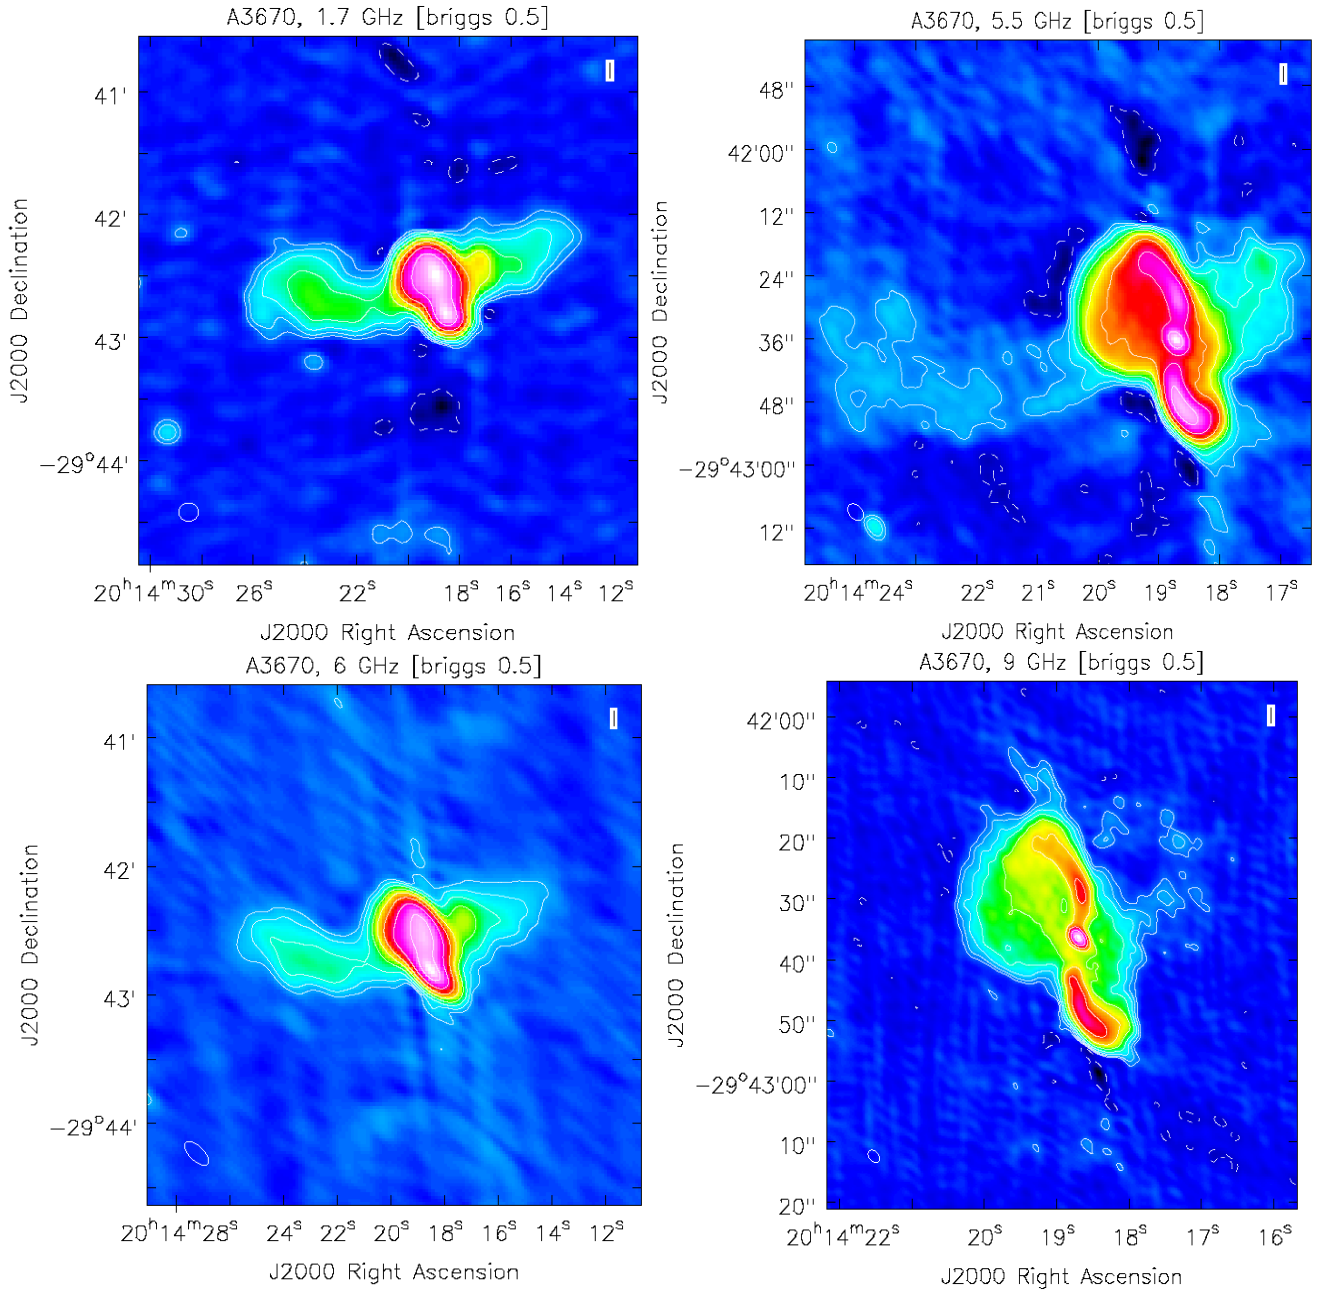 A3670, 1.7 GHz [briggs 0.5]
41'
42'
43'
−29°44'
J2000 Declination
20ʰ14ᵐ30ˢ 26ˢ 22ˢ 18ˢ 16ˢ 14ˢ 12ˢ
J2000 Right Ascension
A3670, 5.5 GHz [briggs 0.5]
48"
42'00"
12"
24"
36"
48"
−29°43'00"
12"
J2000 Declination
20ʰ14ᵐ24ˢ 22ˢ 21ˢ 20ˢ 19ˢ 18ˢ 17ˢ
J2000 Right Ascension
A3670, 6 GHz [briggs 0.5]
41'
42'
43'
−29°44'
J2000 Declination
20ʰ14ᵐ28ˢ 24ˢ 22ˢ 20ˢ 18ˢ 16ˢ 14ˢ 12ˢ
J2000 Right Ascension
A3670, 9 GHz [briggs 0.5]
42'00"
10"
20"
30"
40"
50"
−29°43'00"
10"
20"
J2000 Declination
20ʰ14ᵐ22ˢ 20ˢ 19ˢ 18ˢ 17ˢ 16ˢ
J2000 Right Ascension